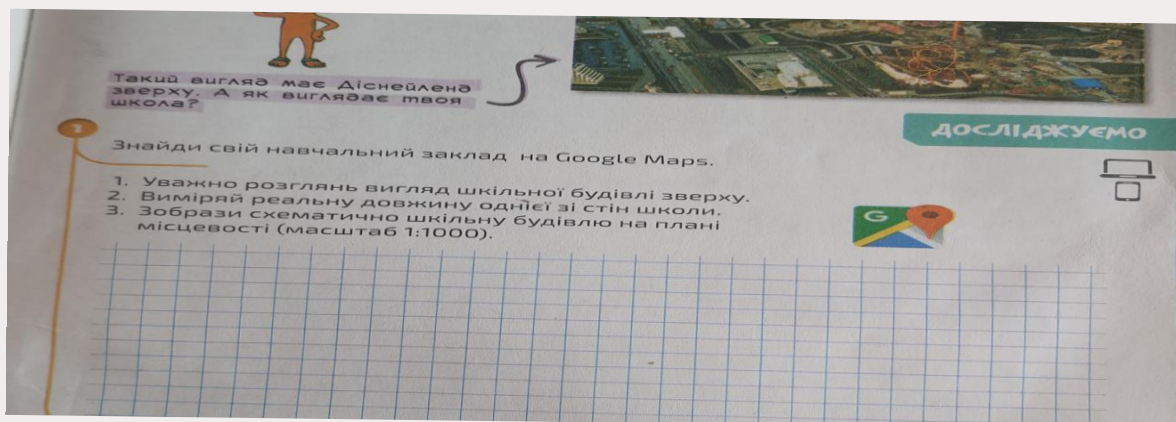 Такий вигляд має Діснейленд
зверху. А як виглядає твоя
школа?
ДОСЛІДЖУЄМО
1
Знайди свій навчальний заклад на Google Maps.
1. Уважно розглянь вигляд шкільної будівлі зверху.
2. Виміряй реальну довжину однієї зі стін школи.
3. Зобрази схематично шкільну будівлю на плані
місцевості (масштаб 1:1000).
G